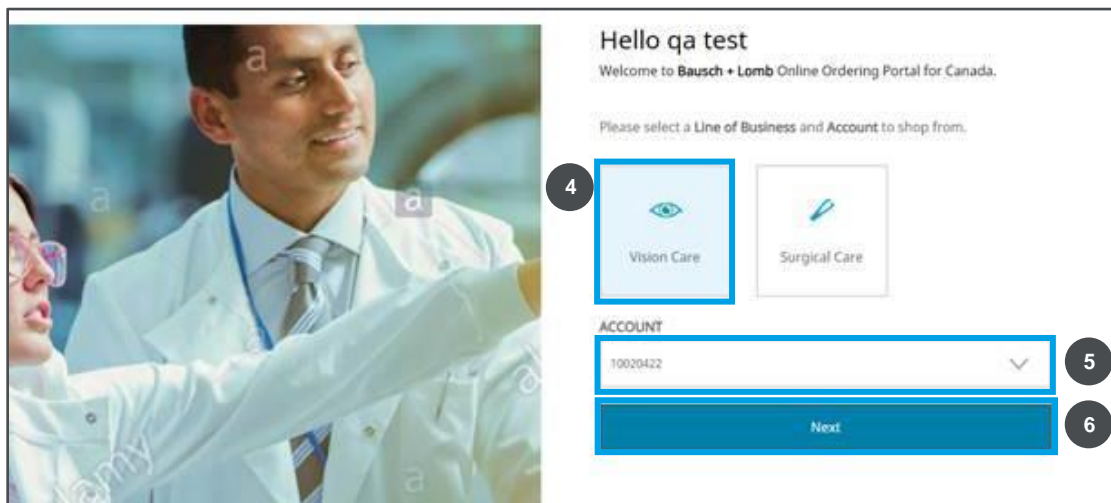 Hello qa test
Welcome to Bausch + Lomb Online Ordering Portal for Canada.
Please select a Line of Business and Account to shop from.
4
Vision Care
Surgical Care
ACCOUNT
10020422
5
Next
6
a
a
a
a
a
a
alamy